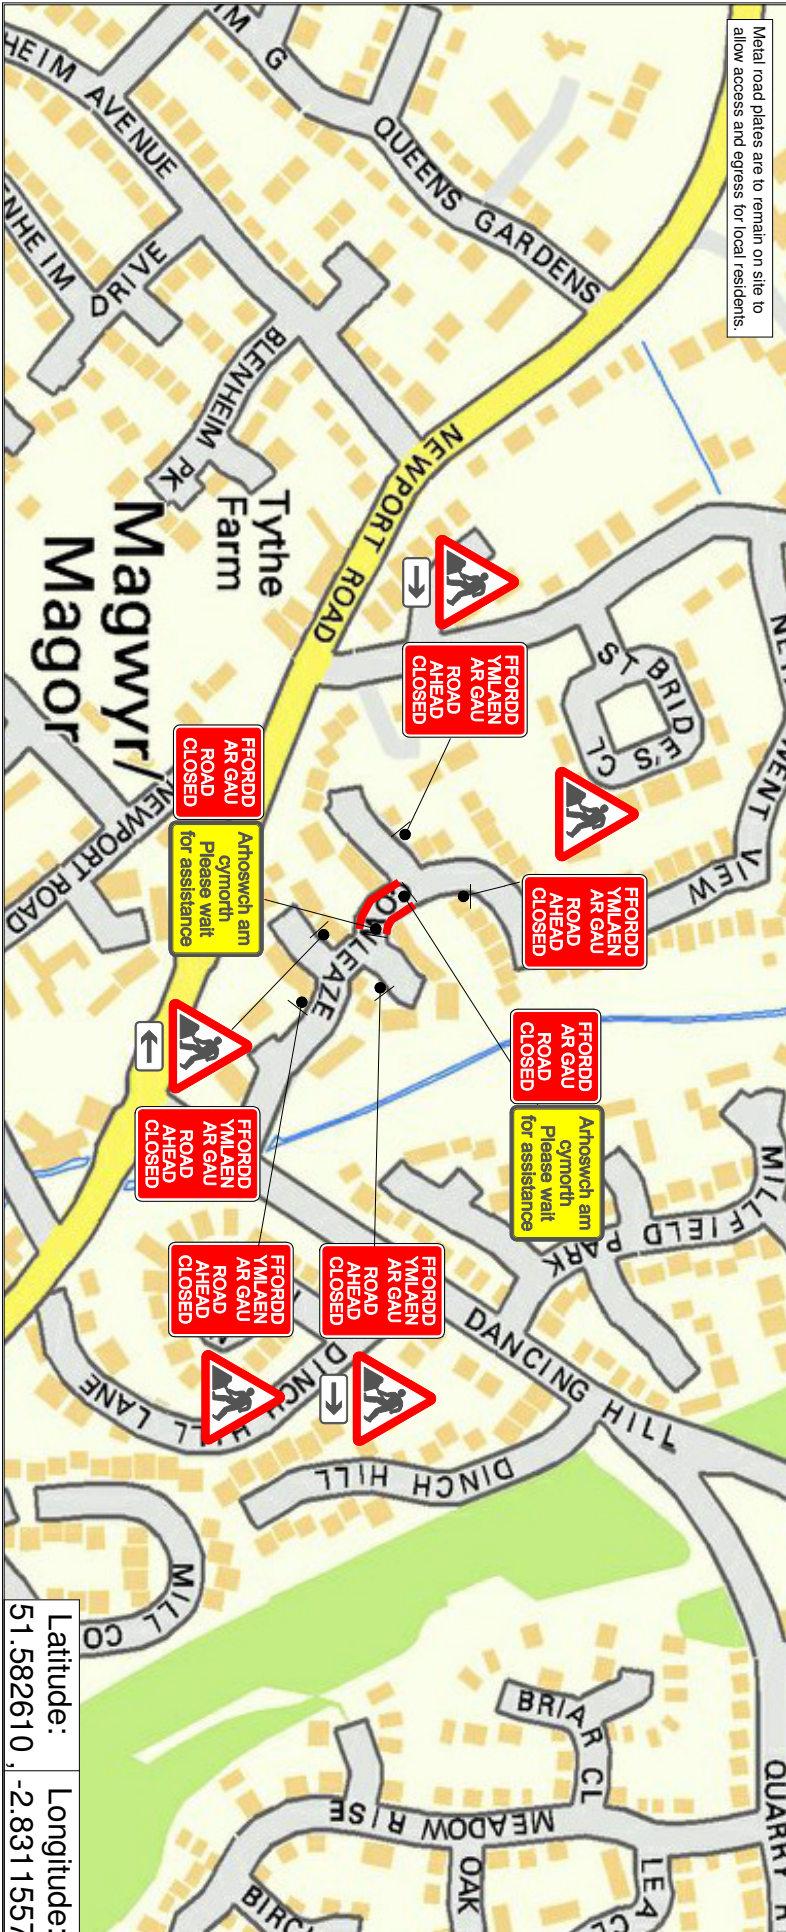 Metal road plates are to remain on site to
allow access and egress for local residents.
QUEENS GARDENS
AVENUE
DRIVE
BLENHEIM PK
Tythe
Farm
Magwyr/
Magor
NEWPORT ROAD
NEWPORT ROAD
ST BRIDE'S CL
VIEW
FFORDD
YMLAEN
AR GAU
ROAD
AHEAD
CLOSED
FFORDD
YMLAEN
AR GAU
ROAD
AHEAD
CLOSED
FFORDD
AR GAU
ROAD
CLOSED
Arhoswch am
cymorth
Please wait
for assistance
FFORDD
AR GAU
ROAD
CLOSED
Arhoswch am
cymorth
Please wait
for assistance
FFORDD
YMLAEN
AR GAU
ROAD
AHEAD
CLOSED
FFORDD
YMLAEN
AR GAU
ROAD
AHEAD
CLOSED
FFORDD
YMLAEN
AR GAU
ROAD
AHEAD
CLOSED
MILLFIELD PARK
DANCING HILL
DINCH HILL LANE
DINCH HILL
MILL CO
BRIAR CL
MEADOW RISE
OAK
LEA
QUARRY
Latitude:
51.582610 ,
Longitude:
-2.8311557